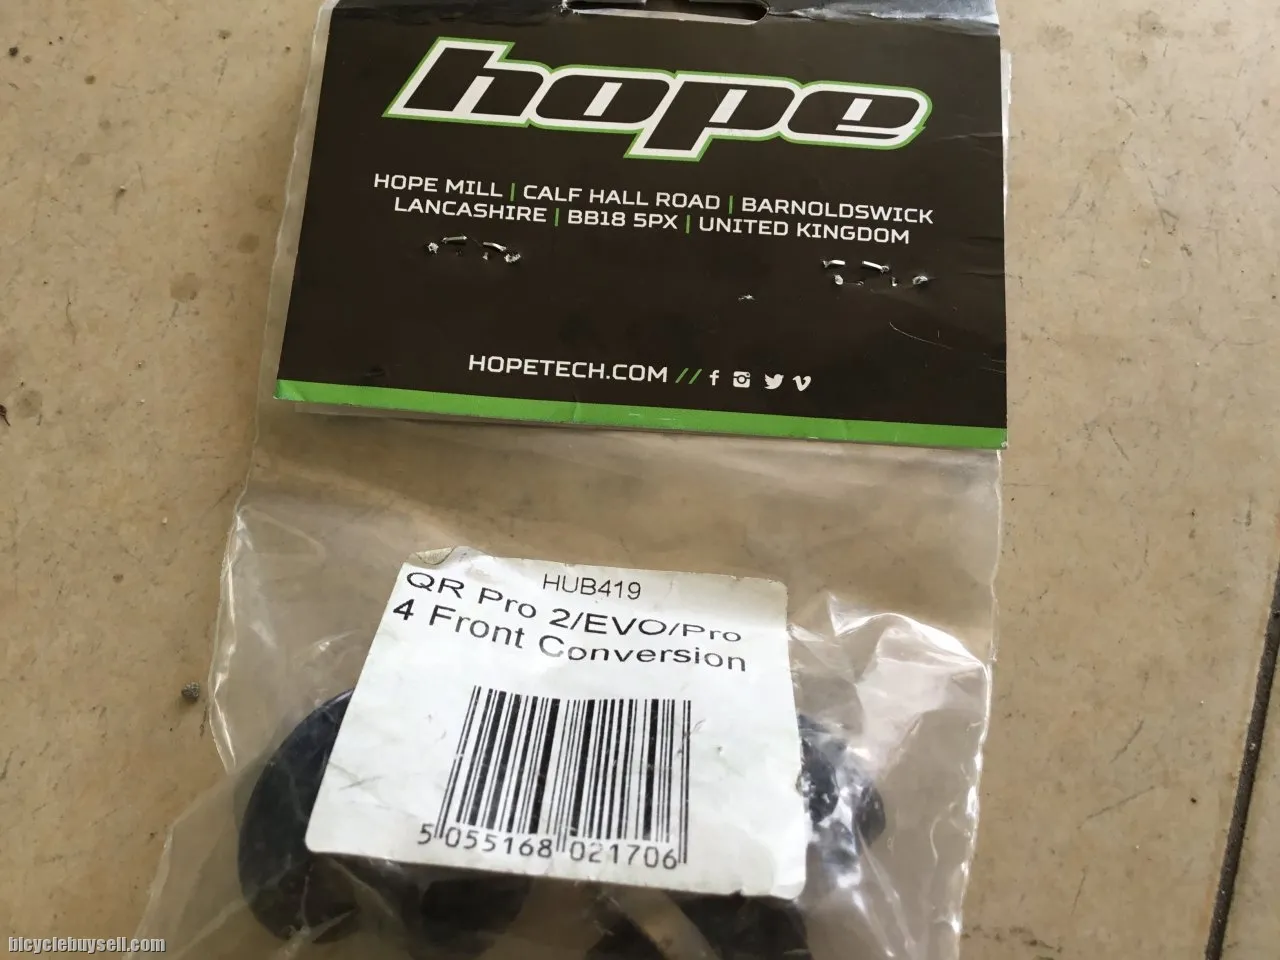 hope
HOPE MILL | CALF HALL ROAD | BARNOLDSWICK
LANCASHIRE | BB18 5PX | UNITED KINGDOM
HOPETECH.COM //
HUB419
QR Pro 2/EVO/Pro
4 Front Conversion
5 055168 021706
bicyclebuysell.com